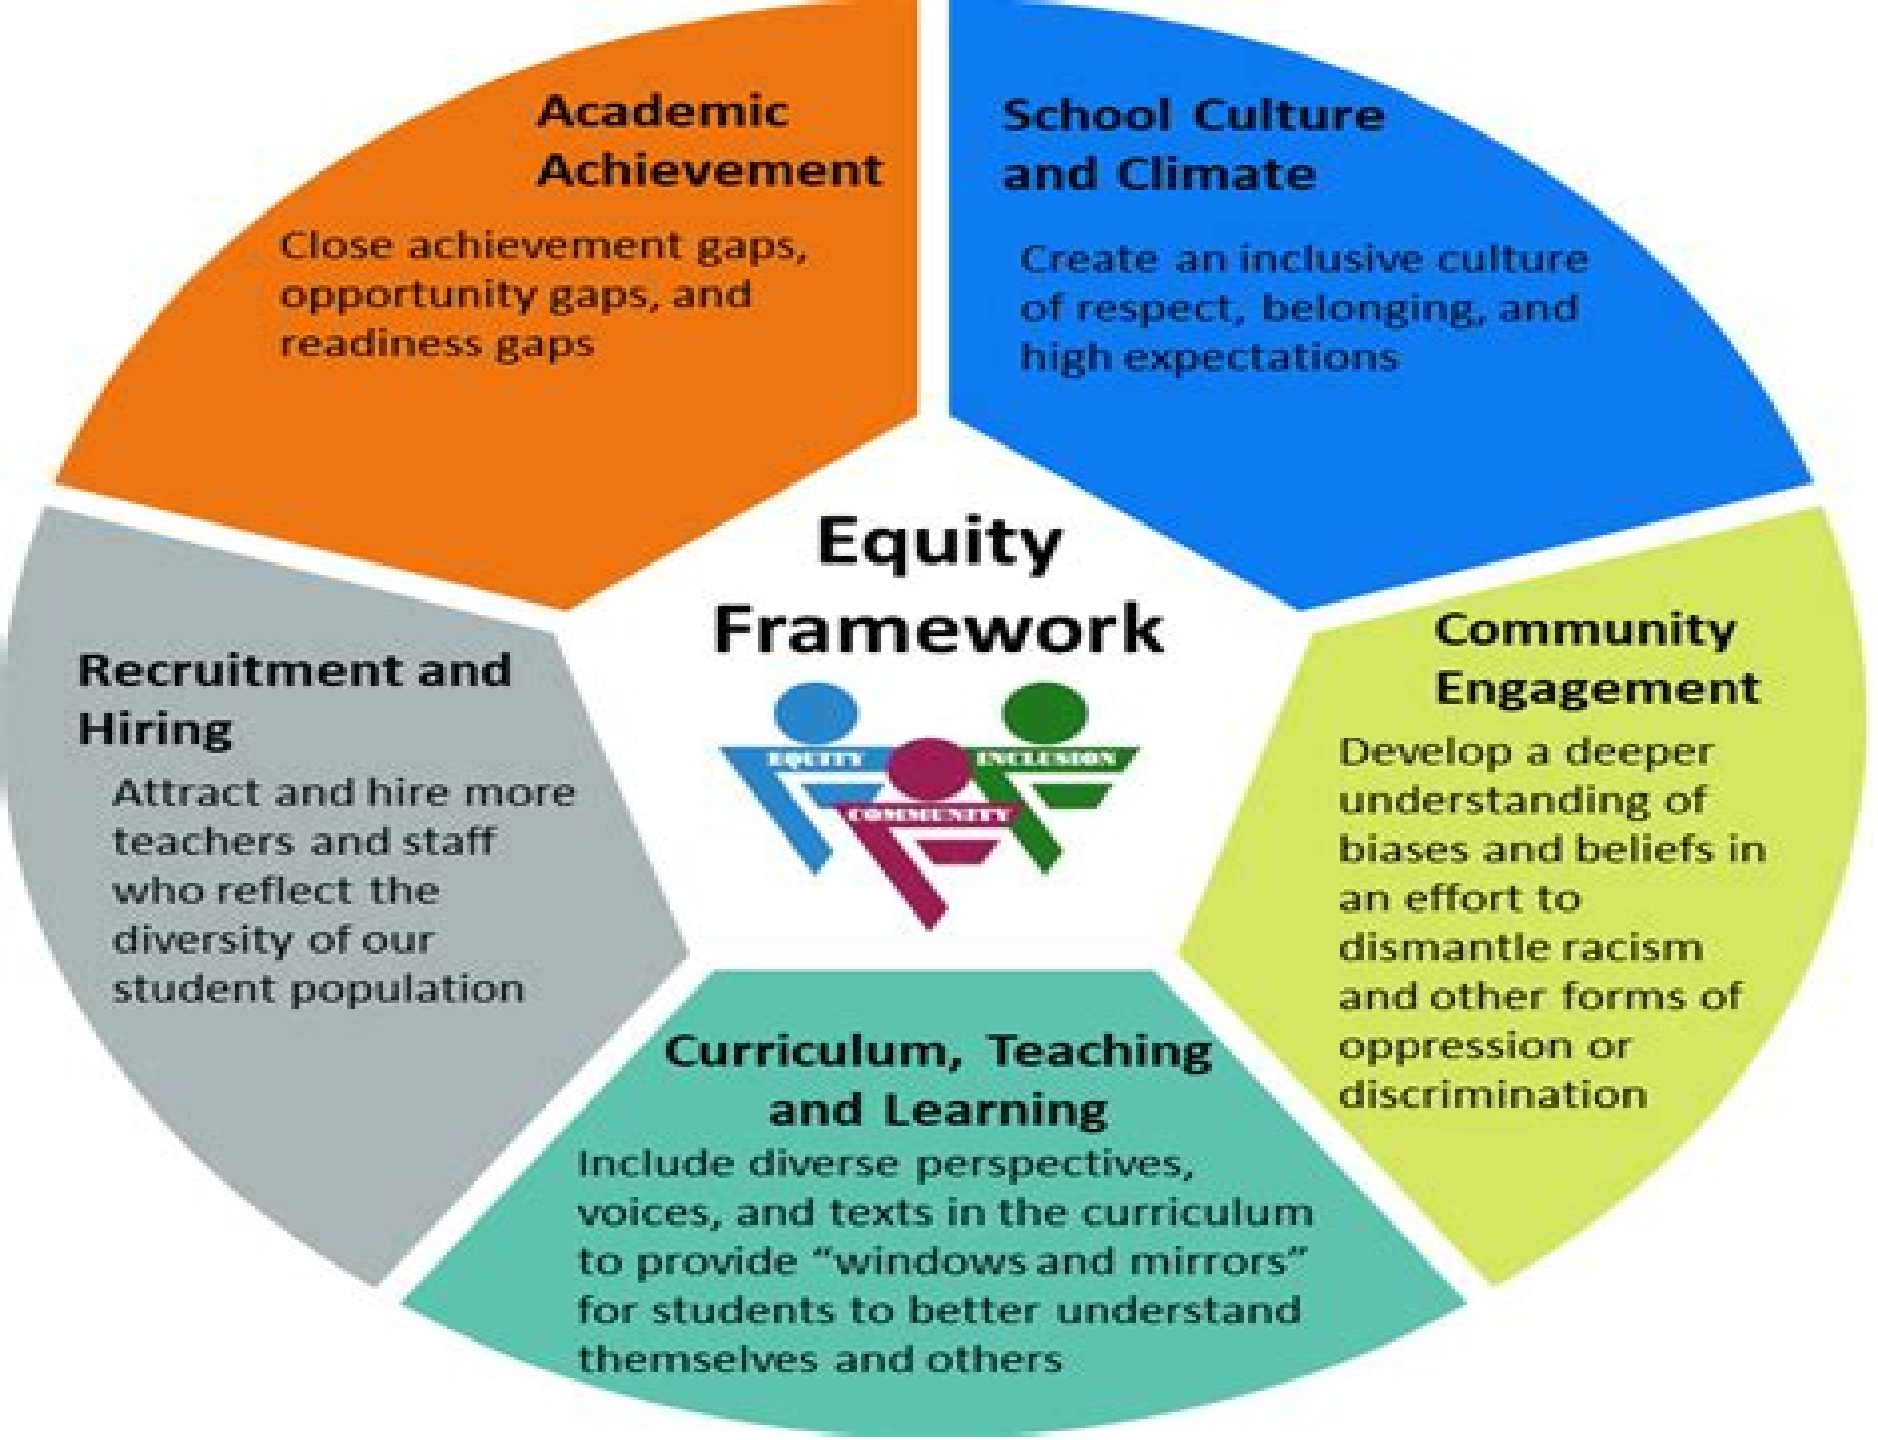 Academic
Achievement
Close achievement gaps,
opportunity gaps, and
readiness gaps
School Culture
and Climate
Create an inclusive culture
of respect, belonging, and
high expectations
Equity
Framework
EQUITY
INCLUSION
COMMUNITY
Community
Engagement
Develop a deeper
understanding of
biases and beliefs in
an effort to
dismantle racism
and other forms of
oppression or
discrimination
Recruitment and
Hiring
Attract and hire more
teachers and staff
who reflect the
diversity of our
student population
Curriculum, Teaching
and Learning
Include diverse perspectives,
voices, and texts in the curriculum
to provide “windows and mirrors”
for students to better understand
themselves and others